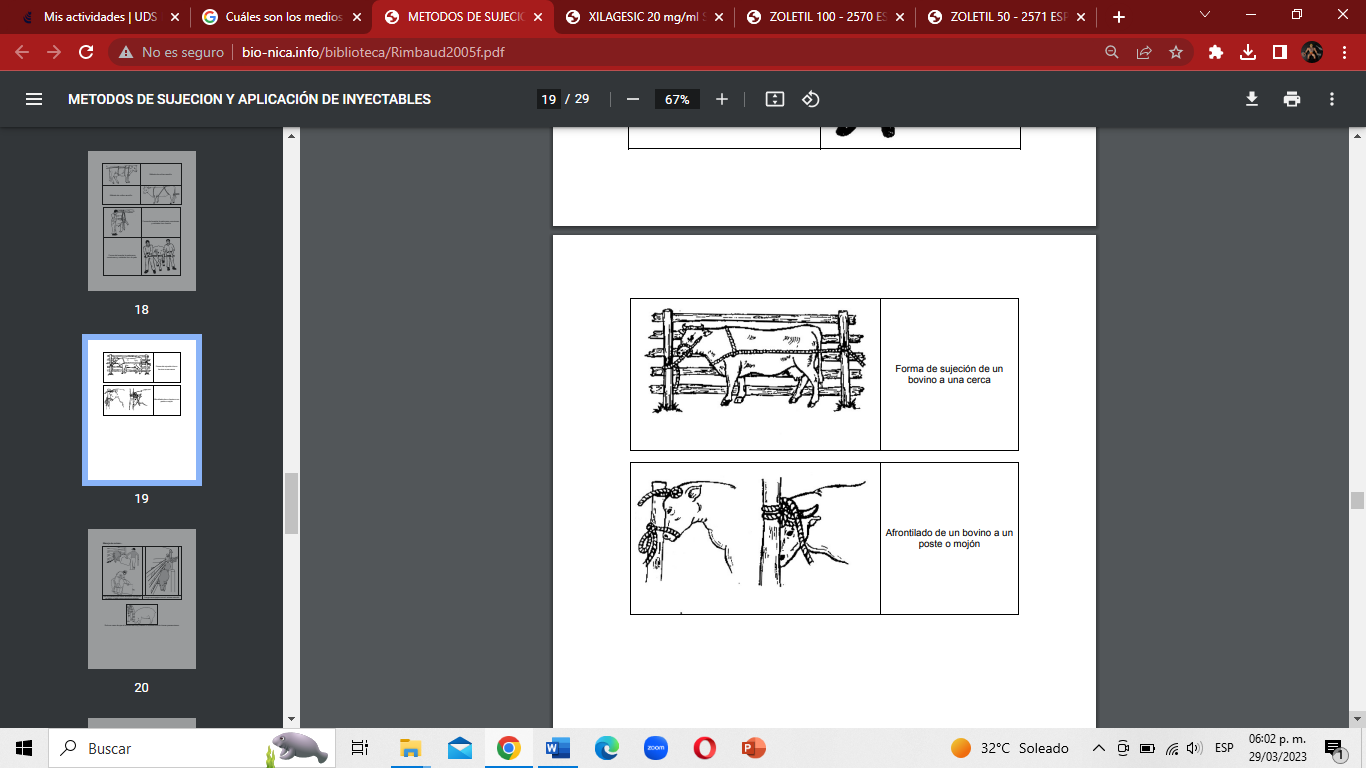 Mis actividades | UDS
Cuáles son los medios
METODOS DE SUJECIO
XILAGESIC 20 mg/ml S
ZOLETIL 100 - 2570 ES
ZOLETIL 50 - 2571 ESP
No es seguro
bio-nica.info/biblioteca/Rimbaud2005f.pdf
METODOS DE SUJECION Y APLICACIÓN DE INYECTABLES
19 / 29
67%
18
19
20
Forma de sujeción de un
bovino a una cerca
Afrontilado de un bovino a un
poste o mojón
Buscar
zoom
32°C Soleado
ESP
06:02 p. m.
29/03/2023
1